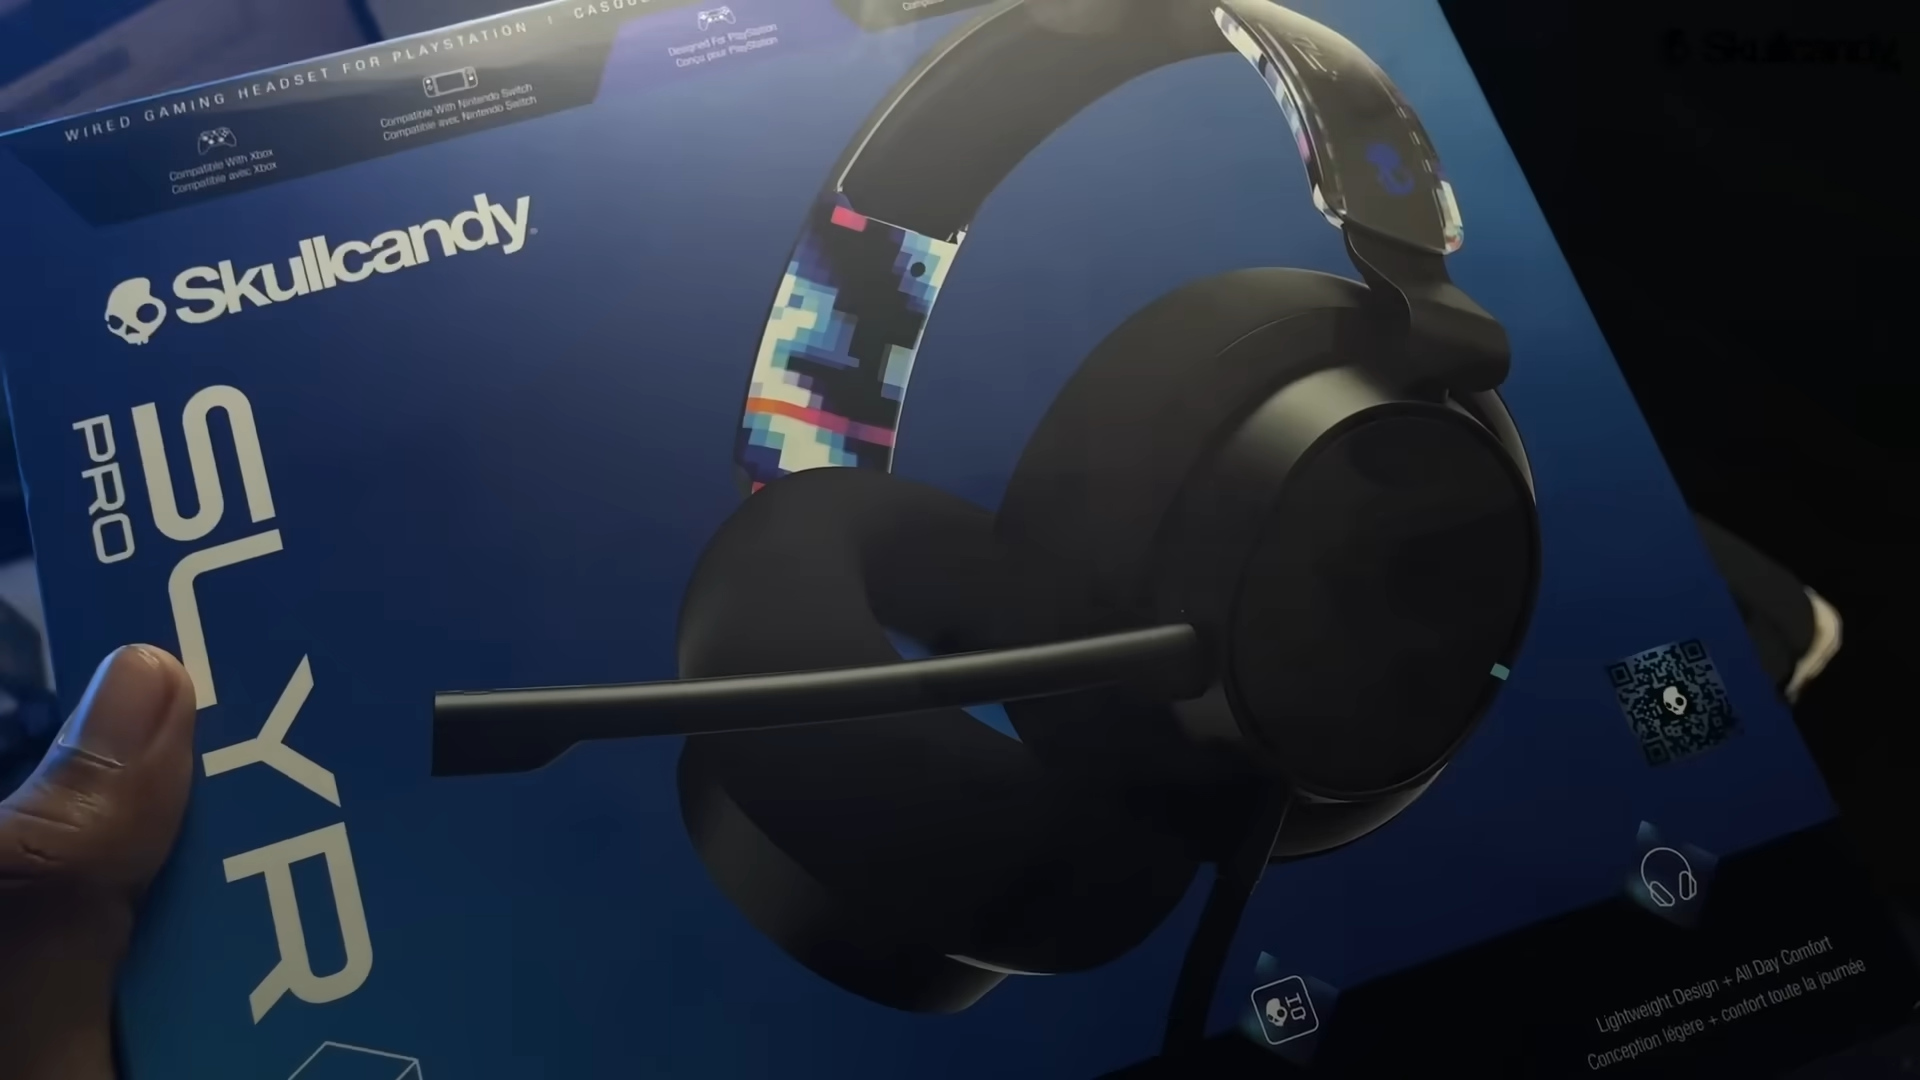 WIRED GAMING HEADSET FOR PLAYSTATION | CASQUE
Compatible With Xbox
Compatible avec Xbox
Compatible With Nintendo Switch
Compatible avec Nintendo Switch
Designed For PlayStation
Conçu pour PlayStation
Skullcandy
Skullcandy
SLYR
PRO
IQ
Lightweight Design + All Day Comfort
Conception légère + confort toute la journée